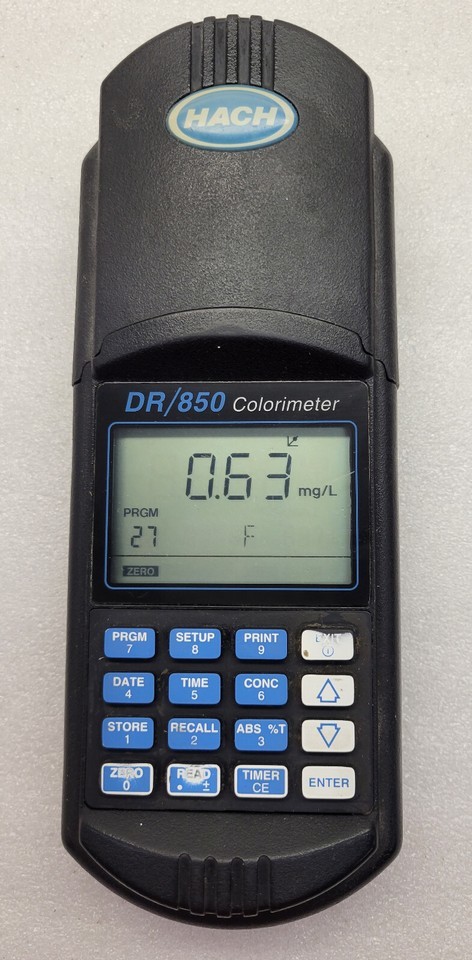 HACH
DR/850 Colorimeter
0.63 mg/L
PRGM
27 F
ZERO
PRGM SETUP PRINT EXIT
7 8 9
DATE TIME CONC
4 5 6
STORE RECALL ABS %T
1 2 3
ZERO READ TIMER ENTER
0 . ± CE